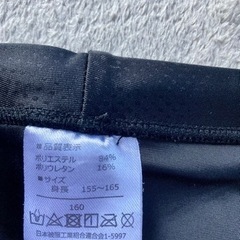 ■品質表示
ポリエステル 84%
ポリウレタン 16%
■サイズ
身長 155~165
160